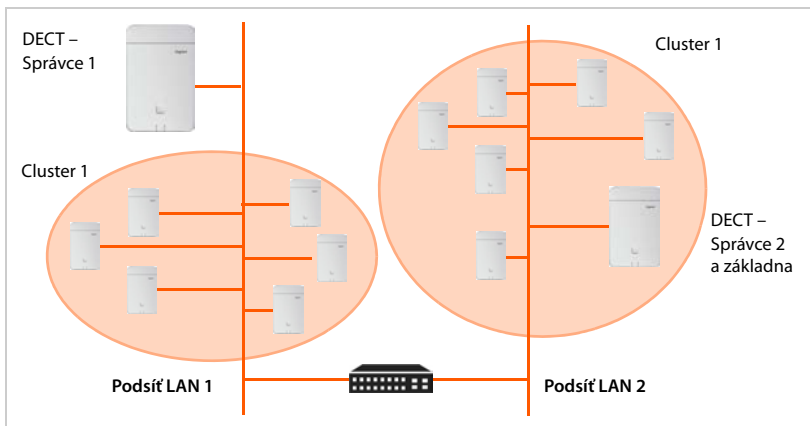 DECT –
Správce 1
Cluster 1
Cluster 1
DECT –
Správce 2
a základna
Podsíť LAN 1
Podsíť LAN 2